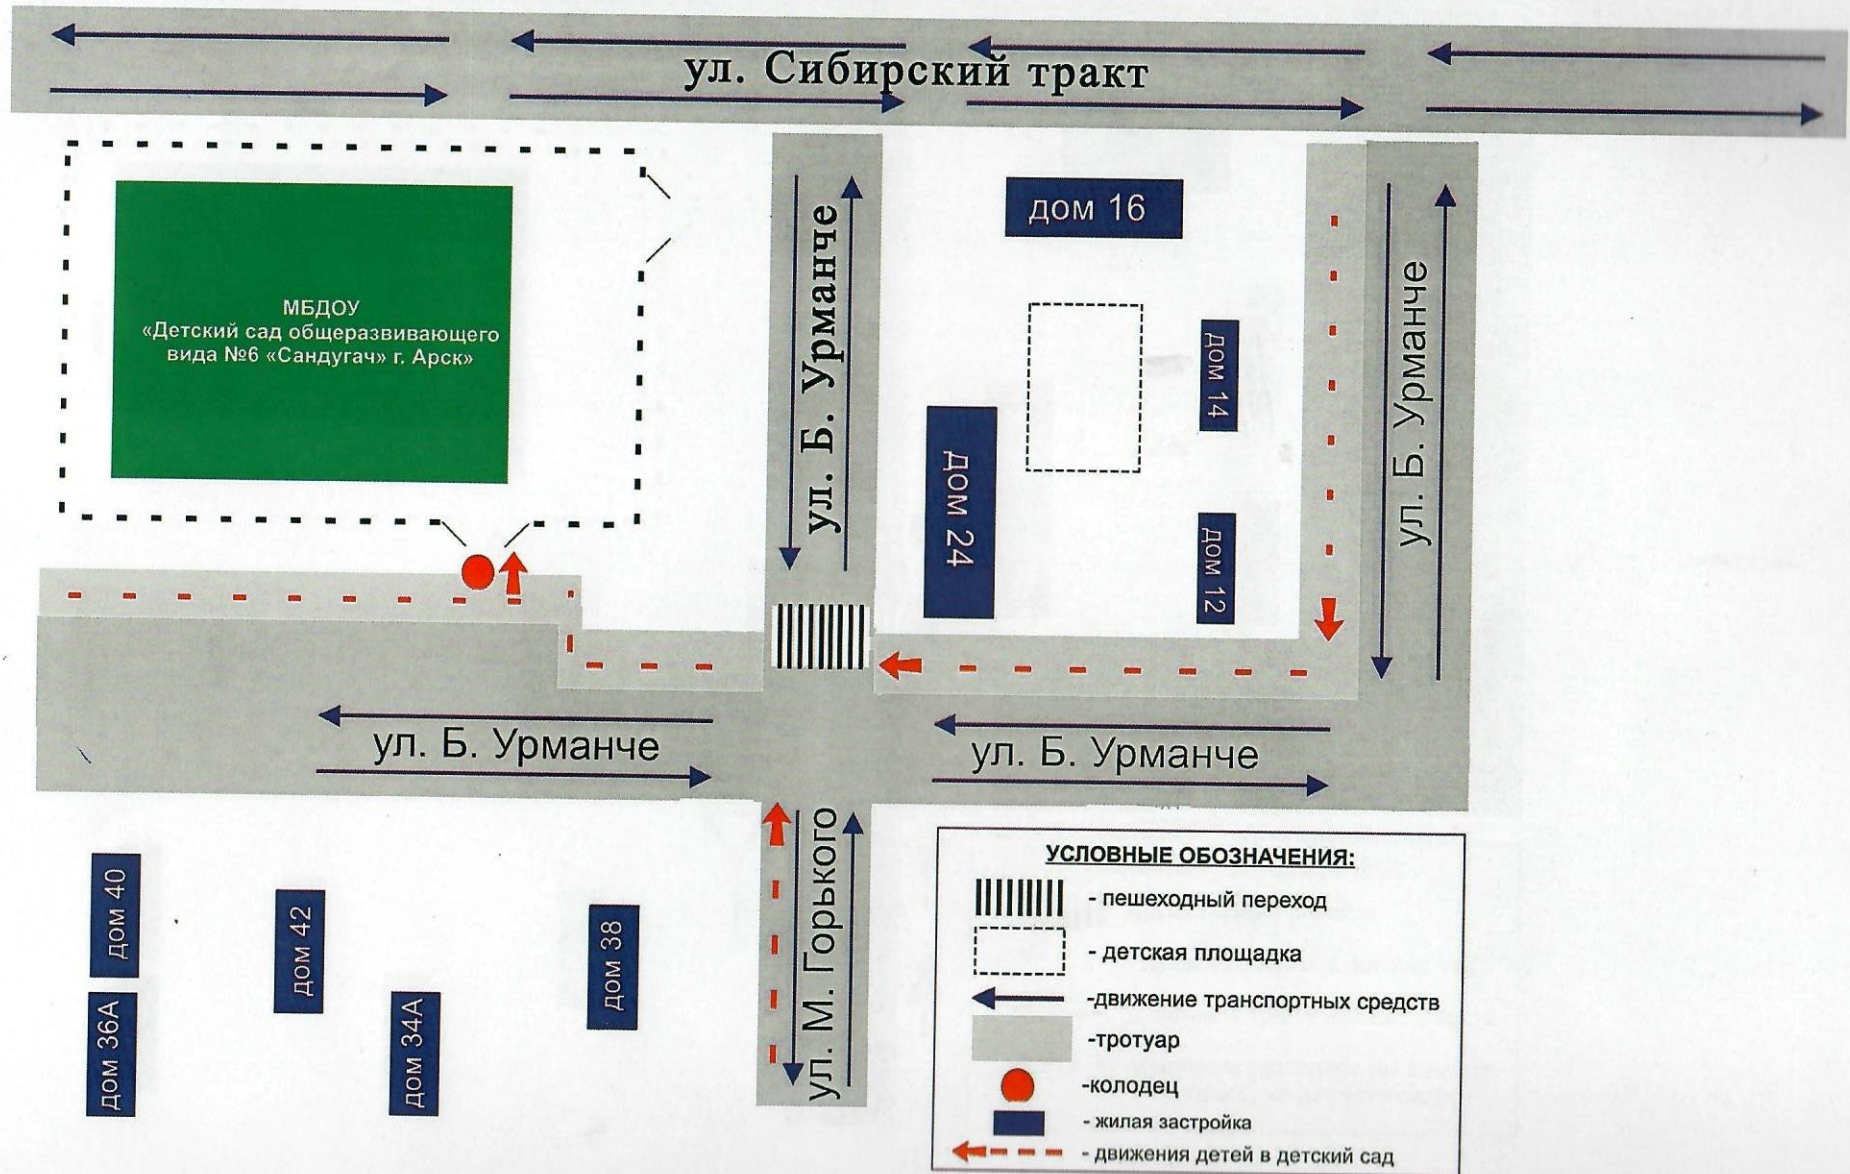 ул. Сибирский тракт
МБДОУ
«Детский сад общеразвивающего
вида №6 «Сандугач» г. Арск»
ул. Б. Урманче
дом 16
дом 14
дом 24
дом 12
ул. Б. Урманче
ул. Б. Урманче
ул. Б. Урманче
дом 40
дом 36А
дом 42
дом 34А
дом 38
ул. М. Горького
УСЛОВНЫЕ ОБОЗНАЧЕНИЯ:
- пешеходный переход
- детская площадка
-движение транспортных средств
-тротуар
-колодец
- жилая застройка
- движения детей в детский сад